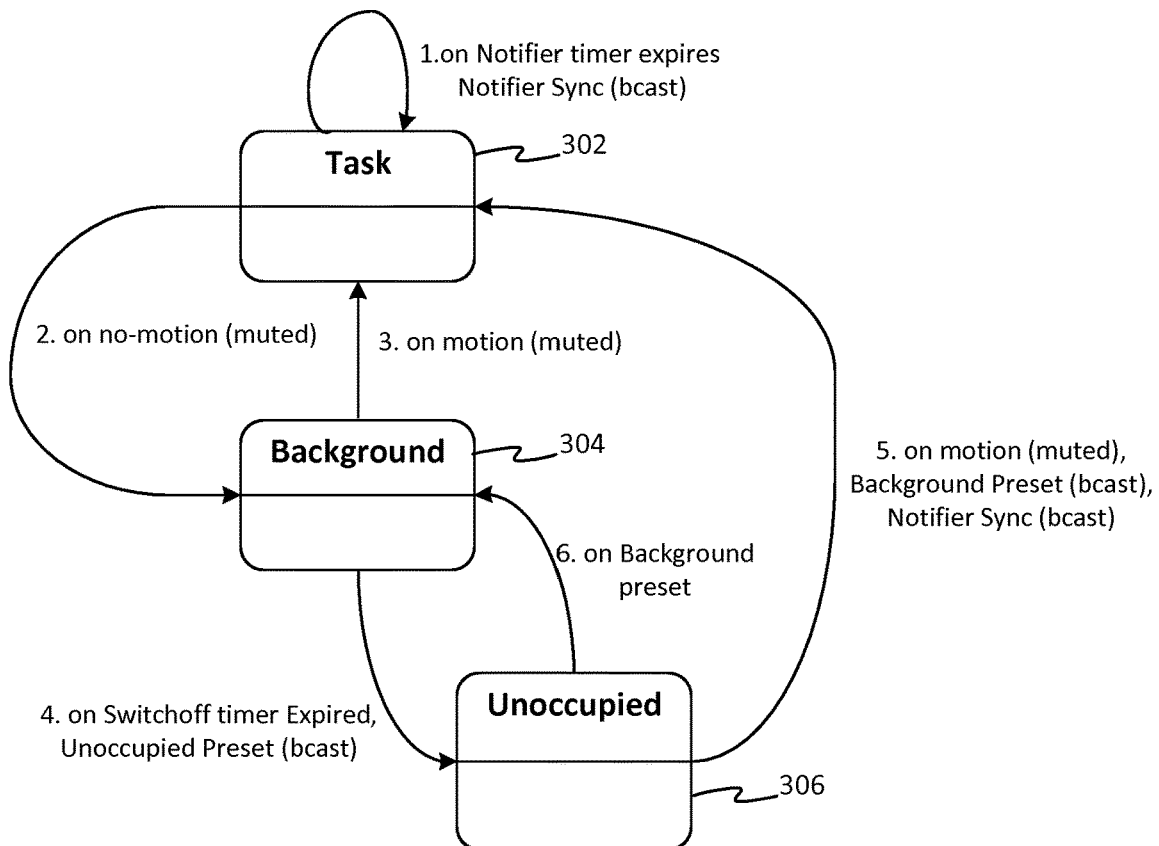 1.on Notifier timer expires
Notifier Sync (bcast)
302
Task
2. on no-motion (muted)
3. on motion (muted)
304
Background
5. on motion (muted),
Background Preset (bcast),
Notifier Sync (bcast)
6. on Background
preset
4. on Switchoff timer Expired,
Unoccupied Preset (bcast)
Unoccupied
306